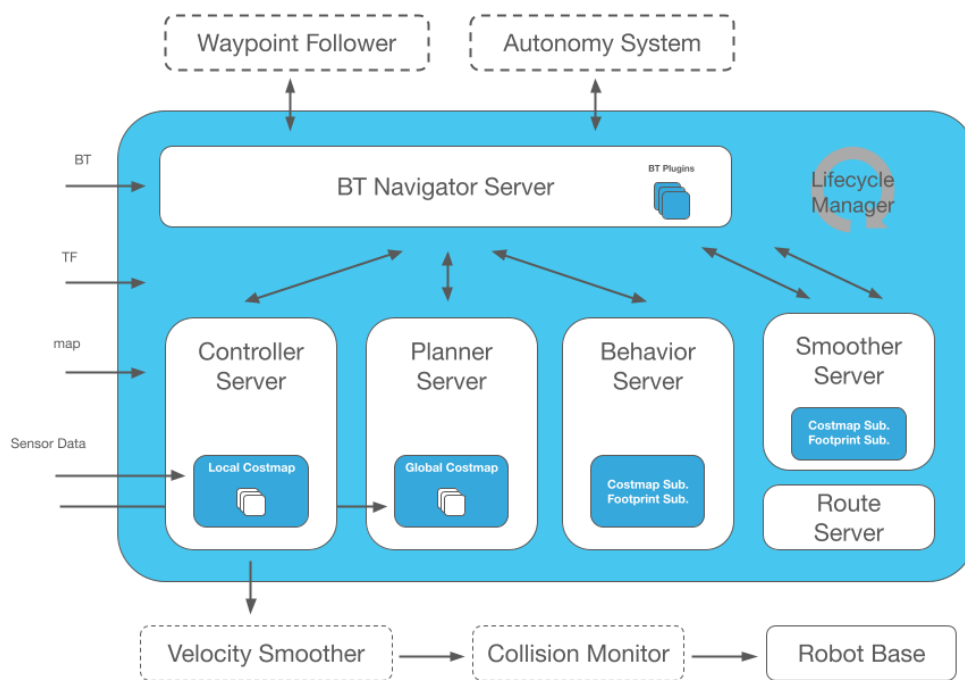 Waypoint Follower
Autonomy System
BT
BT Navigator Server
BT Plugins
Lifecycle
Manager
TF
map
Sensor Data
Controller
Server
Local Costmap
Planner
Server
Global Costmap
Behavior
Server
Costmap Sub.
Footprint Sub.
Smoother
Server
Costmap Sub.
Footprint Sub.
Route
Server
Velocity Smoother
Collision Monitor
Robot Base